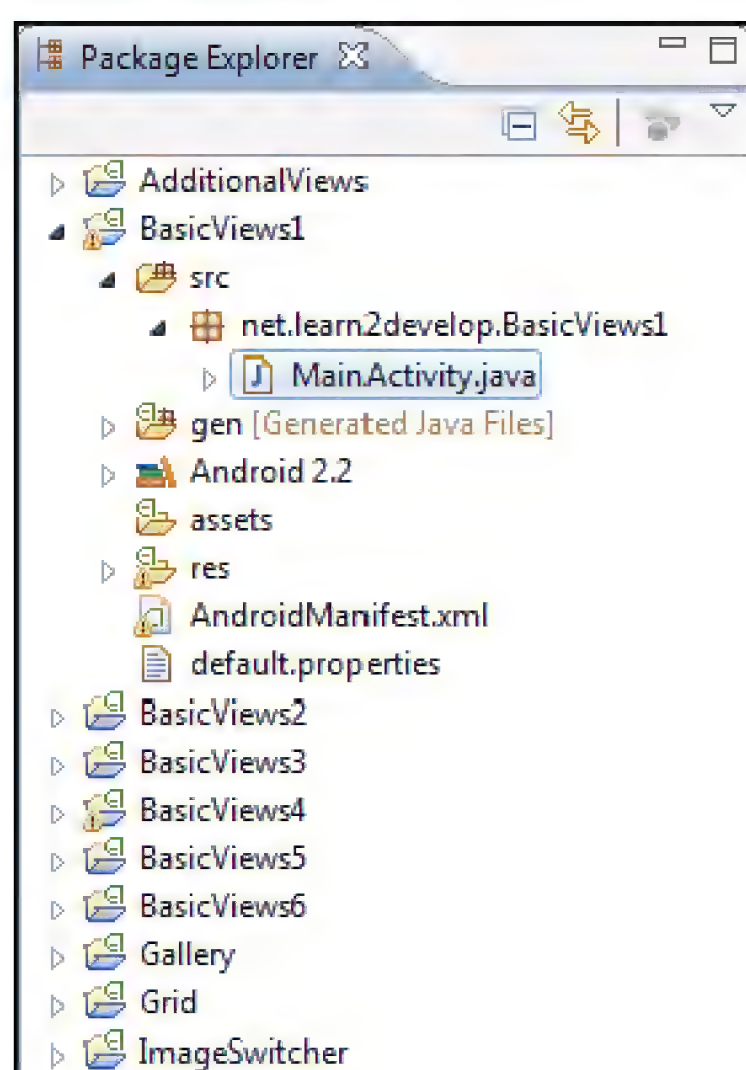 Package Explorer
AdditionalViews
BasicViews1
src
net.learn2develop.BasicViews1
MainActivity.java
gen [Generated Java Files]
Android 2.2
assets
res
AndroidManifest.xml
default.properties
BasicViews2
BasicViews3
BasicViews4
BasicViews5
BasicViews6
Gallery
Grid
ImageSwitcher